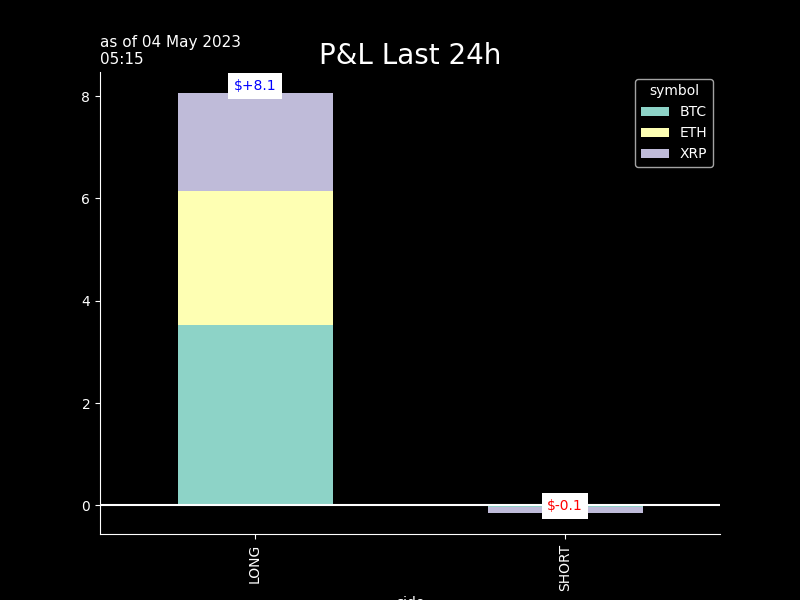 as of 04 May 2023
05:15
P&L Last 24h
$+8.1
symbol
BTC
ETH
XRP
8
6
4
2
0
$-0.1
LONG
SHORT
side